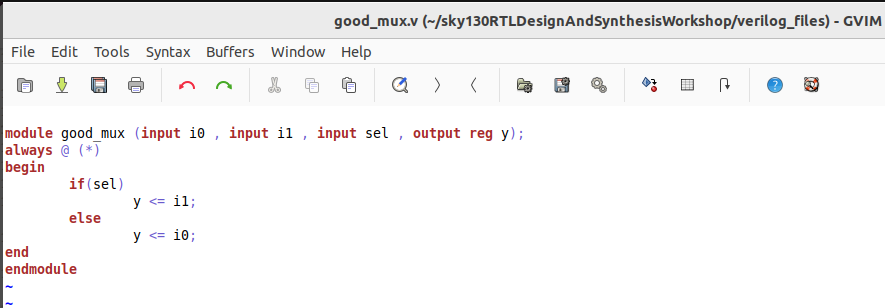 good_mux.v (~/sky130RTLDesignAndSynthesisWorkshop/verilog_files) - GVIM
File Edit Tools Syntax Buffers Window Help
module good_mux (input i0 , input i1 , input sel , output reg y);
always @ (*)
begin
        if(sel)
                y <= i1;
        else
                y <= i0;
end
endmodule
~
~